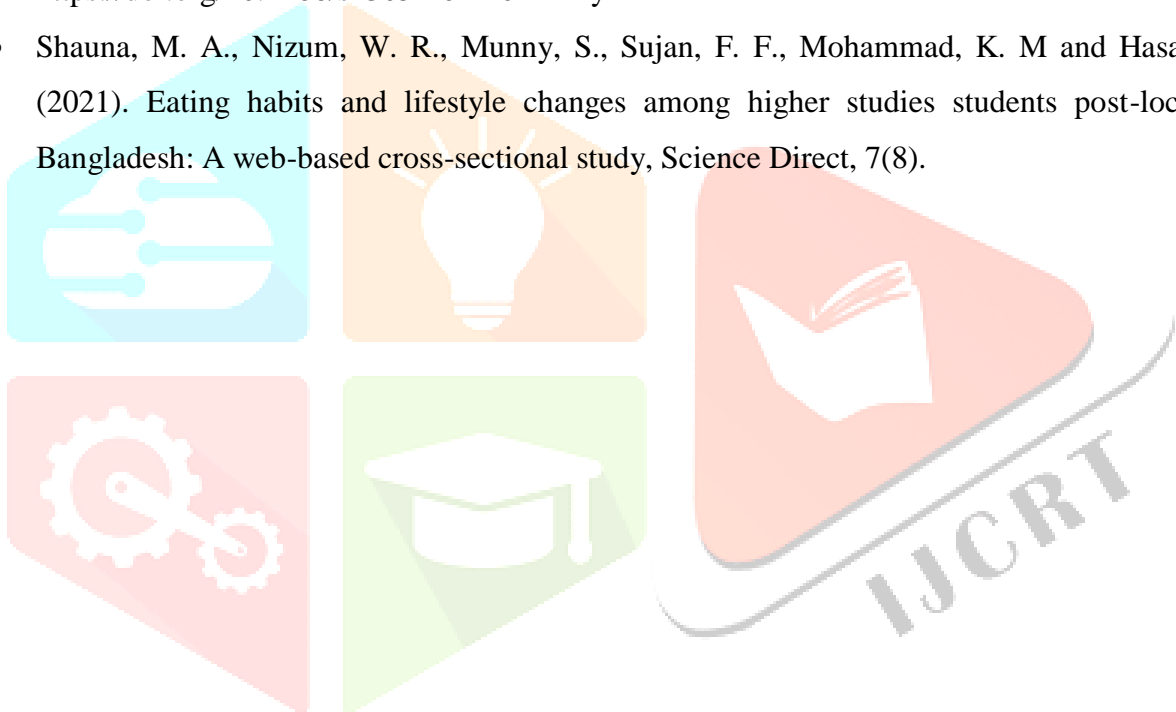 • Shauna, M. A., Nizum, W. R., Munny, S., Sujan, F. F., Mohammad, K. M and Hasa
(2021). Eating habits and lifestyle changes among higher studies students post-loc
Bangladesh: A web-based cross-sectional study, Science Direct, 7(8).
IJCRT